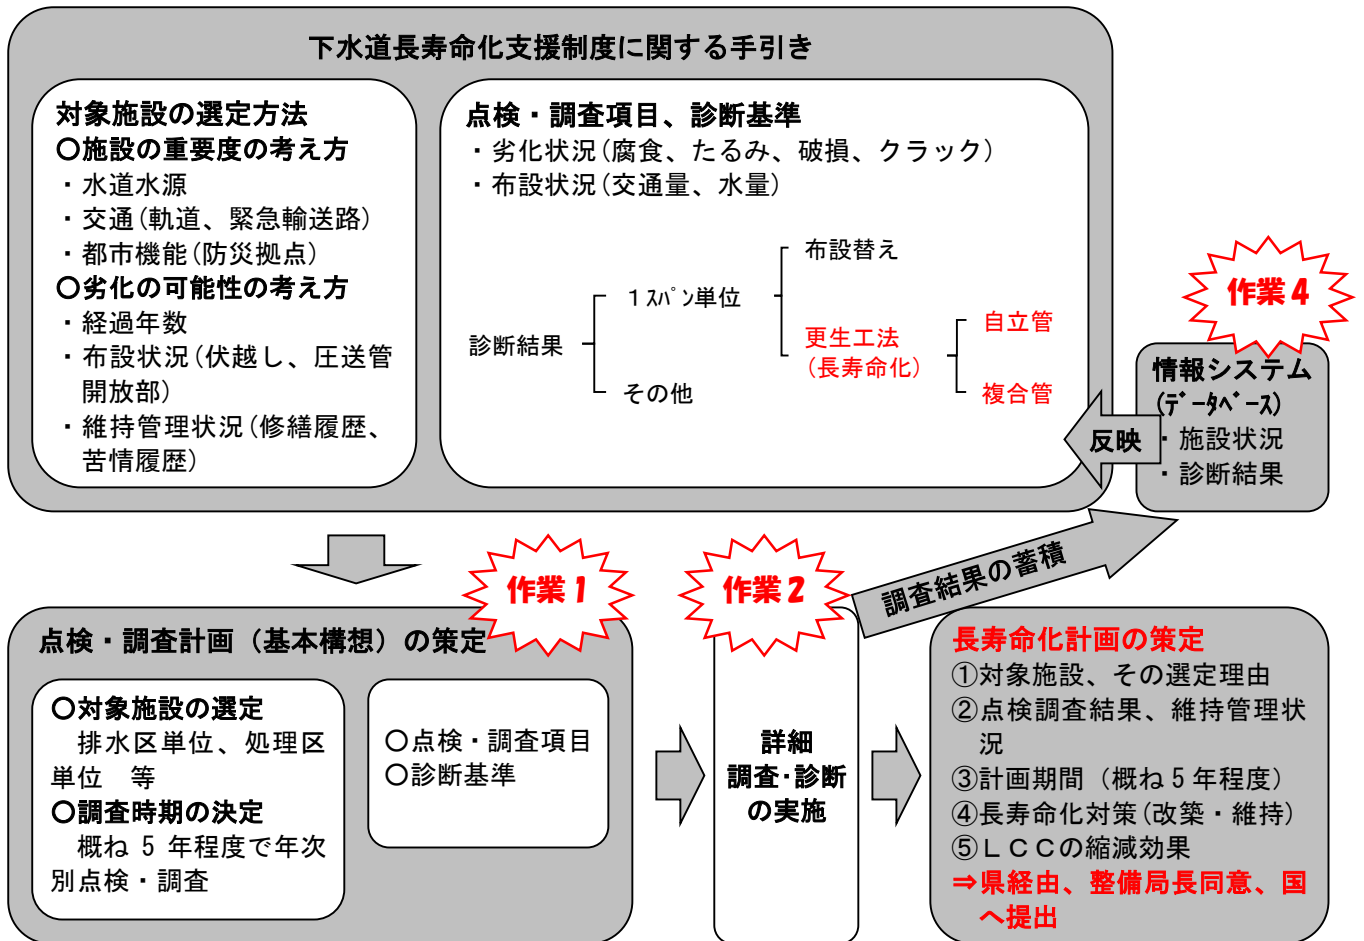 下水道長寿命化支援制度に関する手引き
対象施設の選定方法
○施設の重要度の考え方
・水道水源
・交通(軌道、緊急輸送路)
・都市機能(防災拠点)
○劣化の可能性の考え方
・経過年数
・布設状況(伏越し、圧送管
開放部)
・維持管理状況(修繕履歴、
苦情履歴)
点検・調査項目、診断基準
・劣化状況(腐食、たるみ、破損、クラック)
・布設状況(交通量、水量)
診断結果
1ｽﾊﾟﾝ単位
その他
布設替え
更生工法
(長寿命化)
自立管
複合管
作業4
情報システム
(ﾃﾞｰﾀﾍﾞｰｽ)
・施設状況
・診断結果
反映
調査結果の蓄積
作業1
点検・調査計画（基本構想）の策定
○対象施設の選定
排水区単位、処理区
単位　等
○調査時期の決定
概ね 5 年程度で年次
別点検・調査
○点検・調査項目
○診断基準
作業2
詳細
調査・診断
の実施
長寿命化計画の策定
①対象施設、その選定理由
②点検調査結果、維持管理状
況
③計画期間（概ね5年程度）
④長寿命化対策(改築・維持)
⑤ＬＣＣの縮減効果
⇒県経由、整備局長同意、国
へ提出